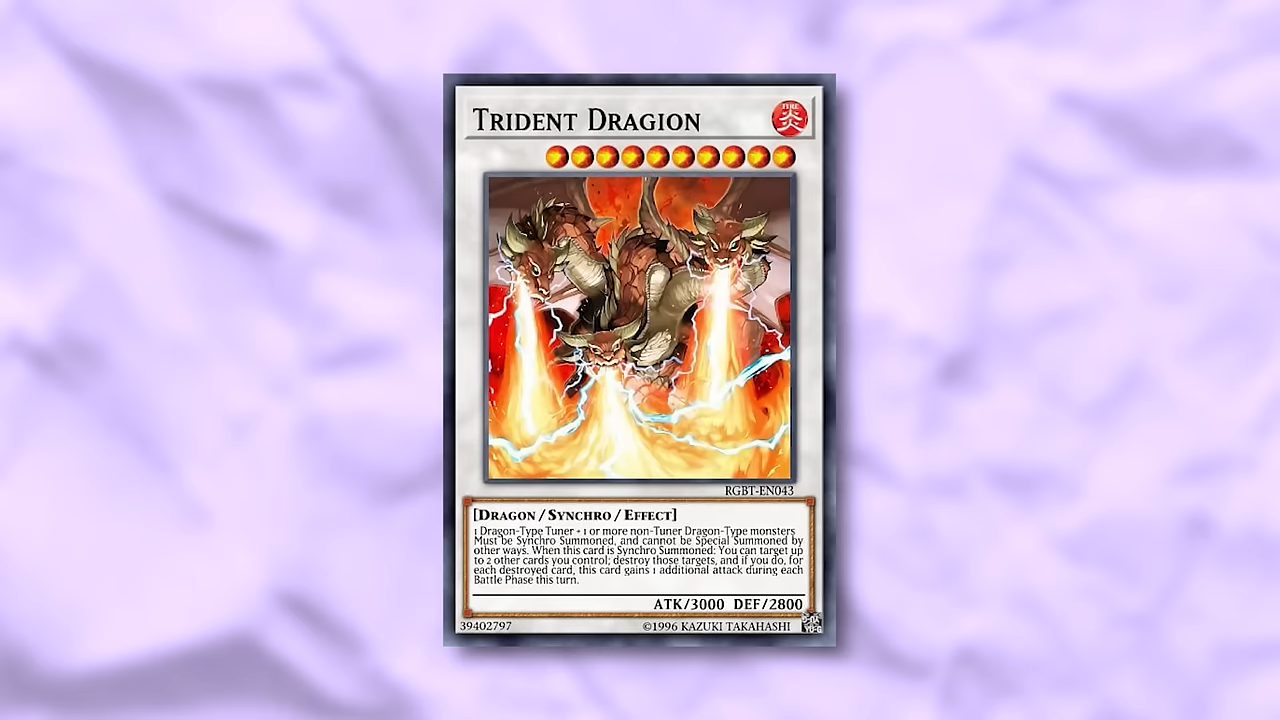 Trident Dragion
FIRE
炎
RGBT-EN043
[Dragon / Synchro / Effect]
1 Dragon-Type Tuner + 1 or more non-Tuner Dragon-Type monsters
Must be Synchro Summoned, and cannot be Special Summoned by
other ways. When this card is Synchro Summoned: You can target up
to 2 other cards you control; destroy those targets, and if you do, for
each destroyed card, this card gains 1 additional attack during each
Battle Phase this turn.
ATK/3000 DEF/2800
39402797
©1996 KAZUKI TAKAHASHI